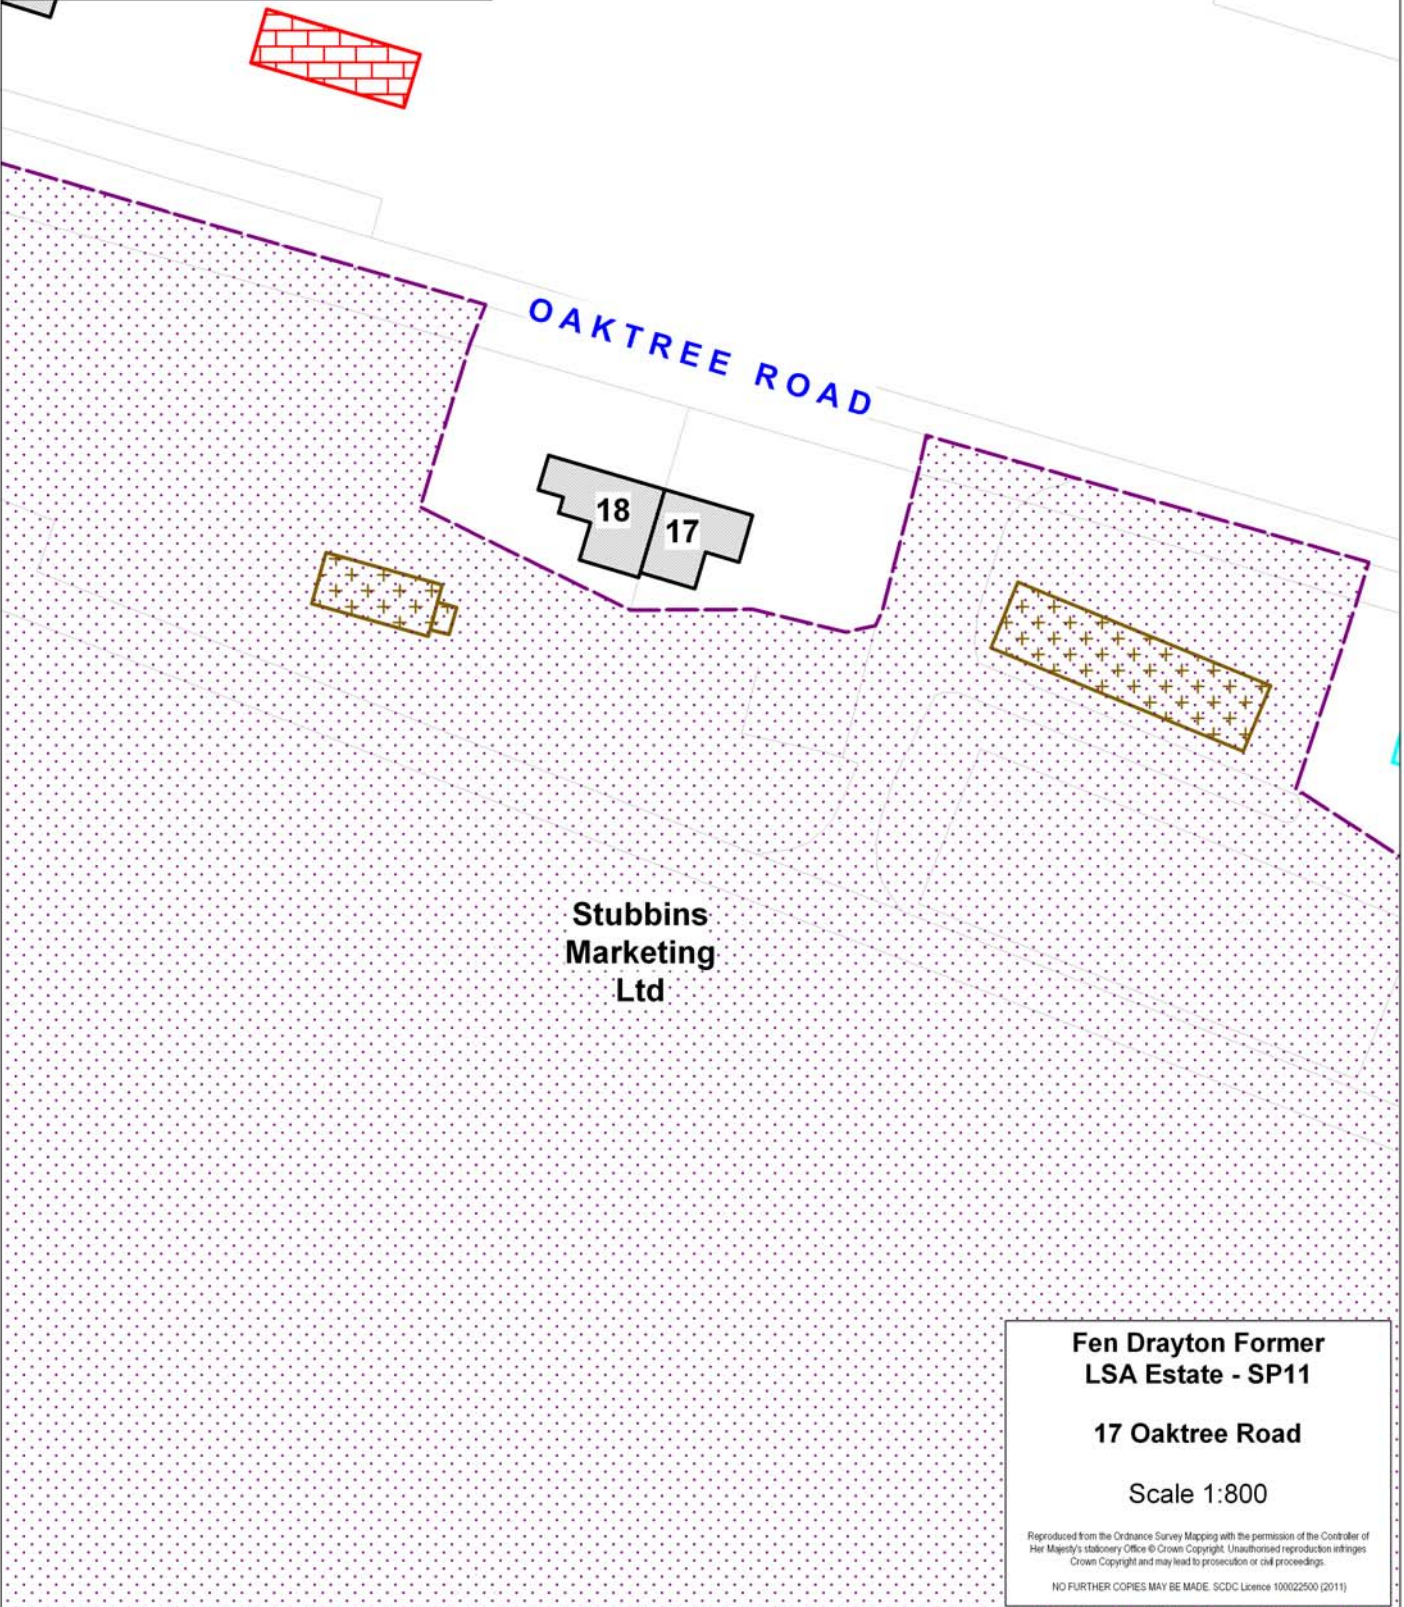 OAKTREE ROAD
18
17
Stubbins
Marketing
Ltd
Fen Drayton Former
LSA Estate - SP11
17 Oaktree Road
Scale 1:800
Reproduced from the Ordnance Survey Mapping with the permission of the Controller of
Her Majesty's stationery Office © Crown Copyright. Unauthorised reproduction infringes
Crown Copyright and may lead to prosecution or civil proceedings.
NO FURTHER COPIES MAY BE MADE. SCDC Licence 100022500 (2011)